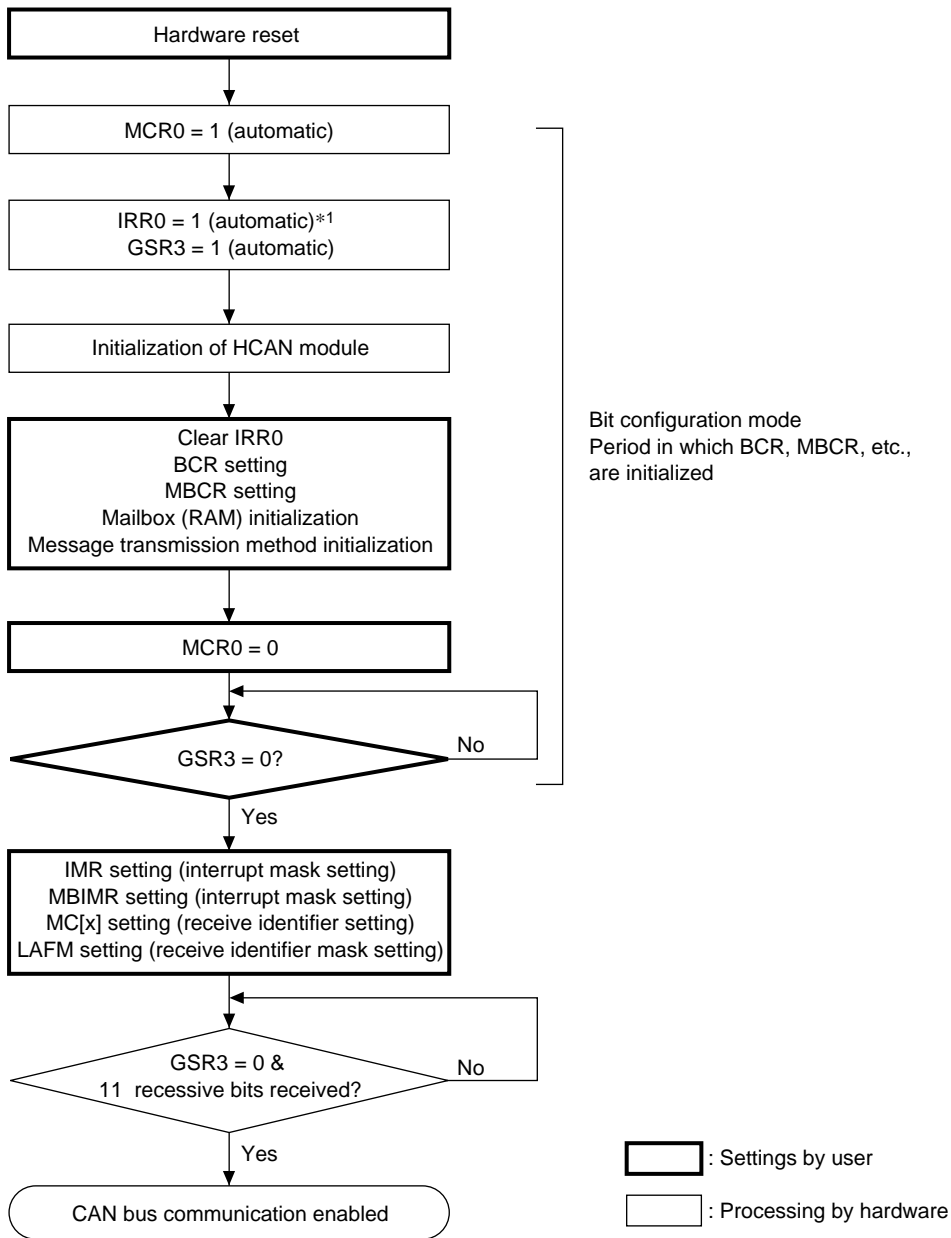 Hardware reset
MCR0 = 1 (automatic)
IRR0 = 1 (automatic)*1
GSR3 = 1 (automatic)
Initialization of HCAN module
Clear IRR0
BCR setting
MBCR setting
Mailbox (RAM) initialization
Message transmission method initialization
Bit configuration mode
Period in which BCR, MBCR, etc.,
are initialized
MCR0 = 0
GSR3 = 0?
No
Yes
IMR setting (interrupt mask setting)
MBIMR setting (interrupt mask setting)
MC[x] setting (receive identifier setting)
LAFM setting (receive identifier mask setting)
GSR3 = 0 &
11 recessive bits received?
No
Yes
CAN bus communication enabled
: Settings by user
: Processing by hardware